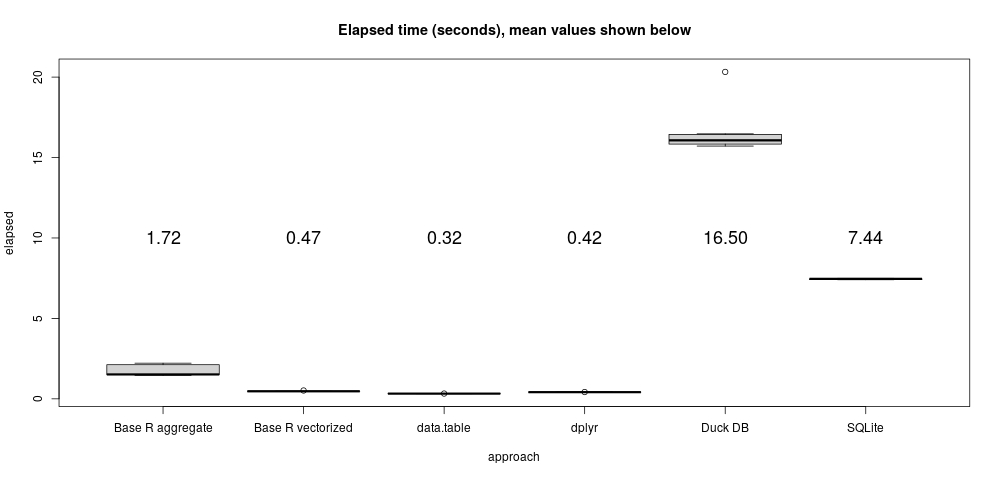 Elapsed time (seconds), mean values shown below
20
15
10
5
0
elapsed
1.72 0.47 0.32 0.42 16.50 7.44
Base R aggregate Base R vectorized data.table dplyr Duck DB SQLite
approach